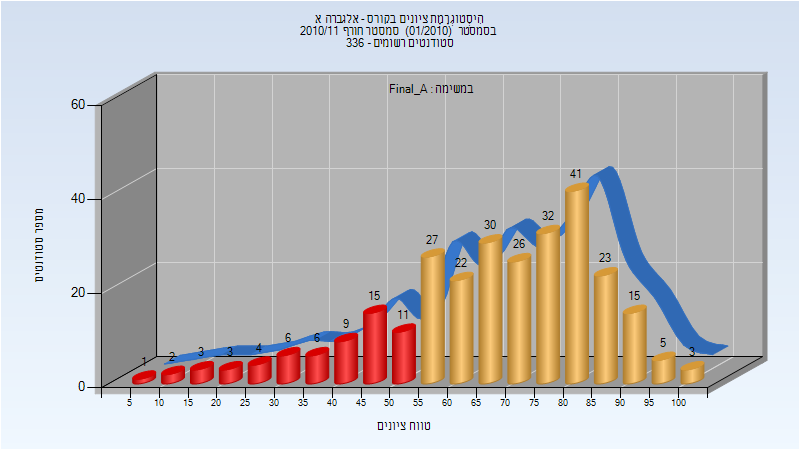 היסטוגרמת ציונים בקורס - אלגברה א
בסמסטר (01/2010) סמסטר חורף 2010/11
סטודנטים רשומים - 336
במשימה : Final_A
מספר סטודנטים
60
40
20
0
1 2 3 3 4 6 6 9 15 11 27 22 30 26 32 41 23 15 5 3
5 10 15 20 25 30 35 40 45 50 55 60 65 70 75 80 85 90 95 100
טווח ציונים